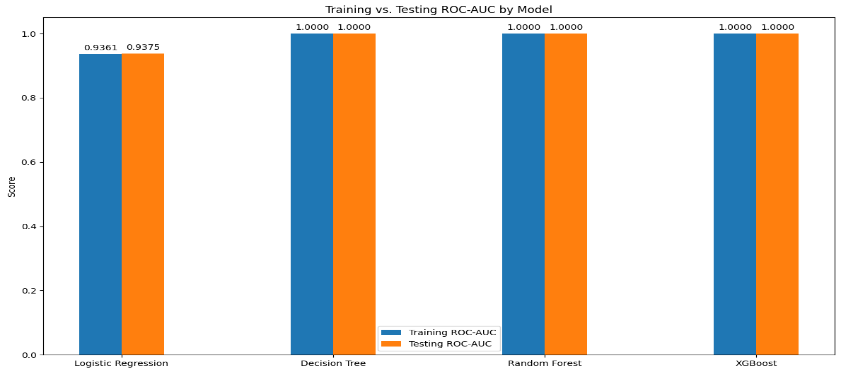 Training vs. Testing ROC-AUC by Model
Score
1.0
0.8
0.6
0.4
0.2
0.0
0.9361 0.9375
1.0000 1.0000
1.0000 1.0000
1.0000 1.0000
Training ROC-AUC
Testing ROC-AUC
Logistic Regression
Decision Tree
Random Forest
XGBoost